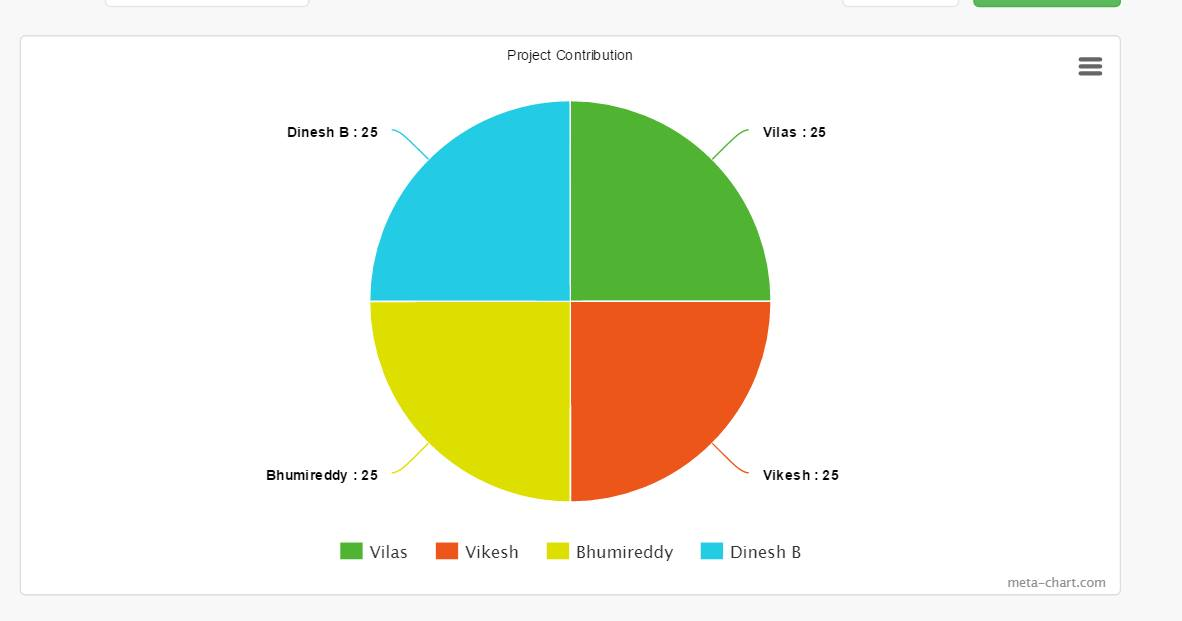 Project Contribution
Dinesh B : 25
Vilas : 25
Bhumireddy : 25
Vikesh : 25
Vilas Vikesh Bhumireddy Dinesh B
meta-chart.com